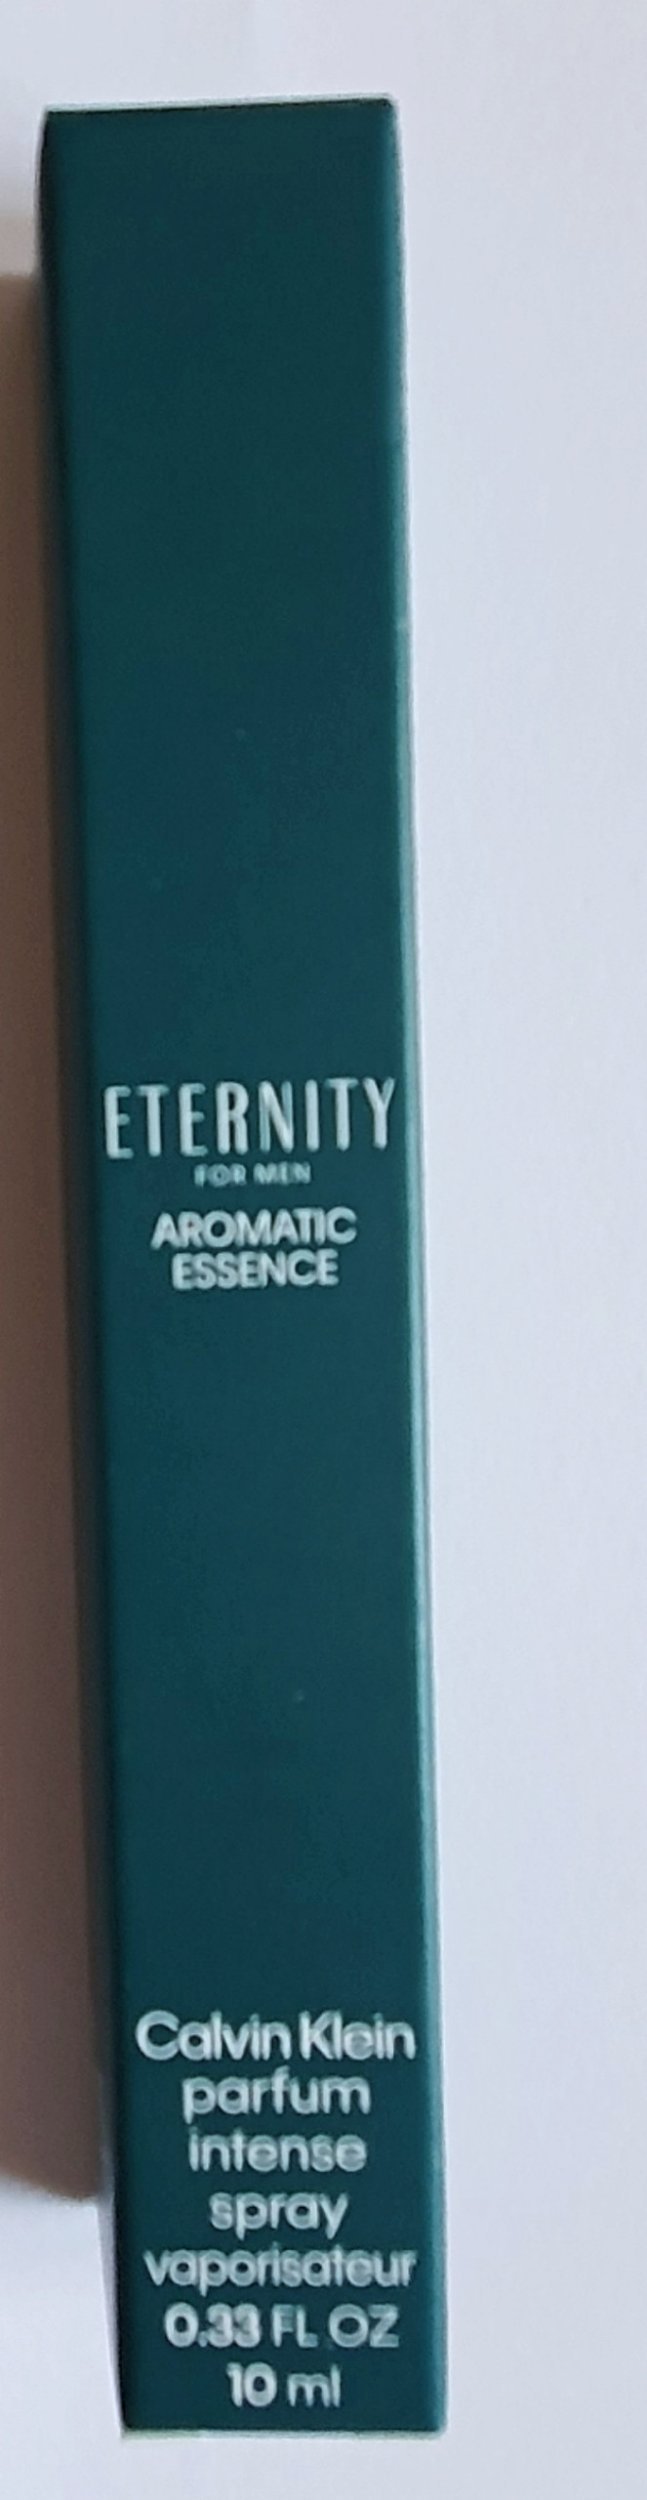 ETERNITY
FOR MEN
AROMATIC
ESSENCE
Calvin Klein
parfum
intense
spray
vaporisateur
0.33 FL OZ
10 ml